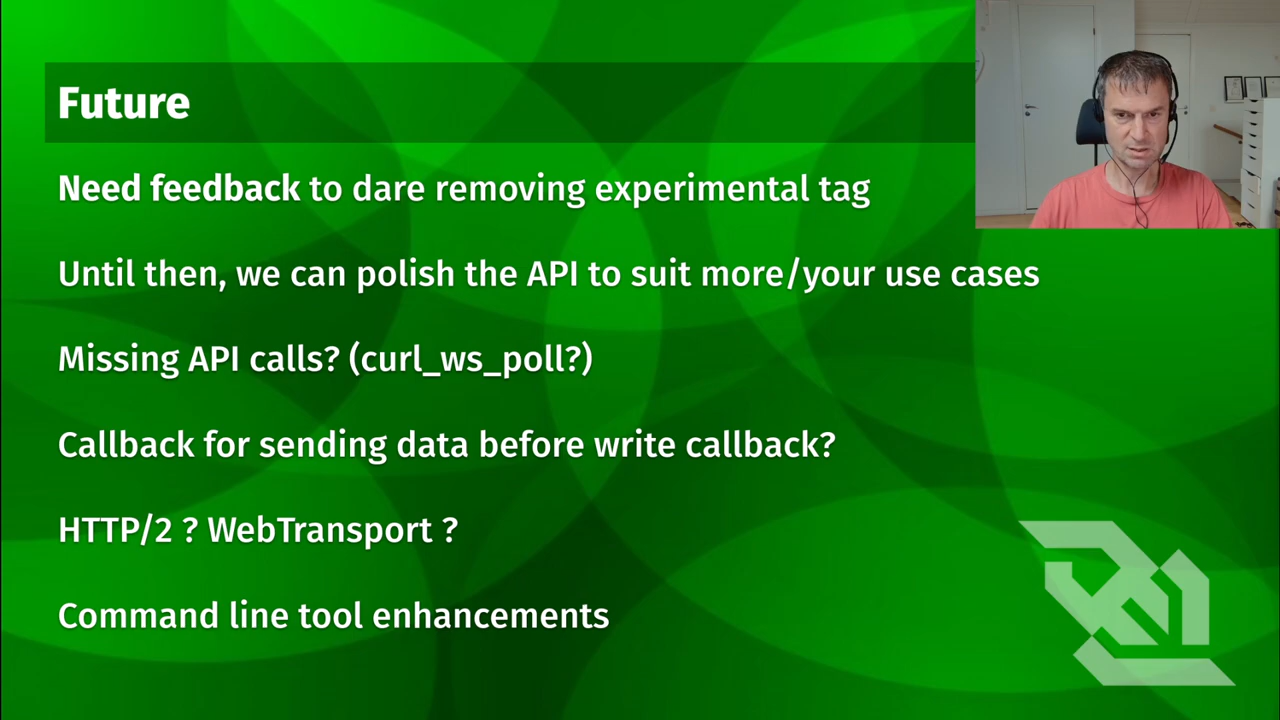 Future
Need feedback to dare removing experimental tag
Until then, we can polish the API to suit more/your use cases
Missing API calls? (curl_ws_poll?)
Callback for sending data before write callback?
HTTP/2 ? WebTransport ?
Command line tool enhancements